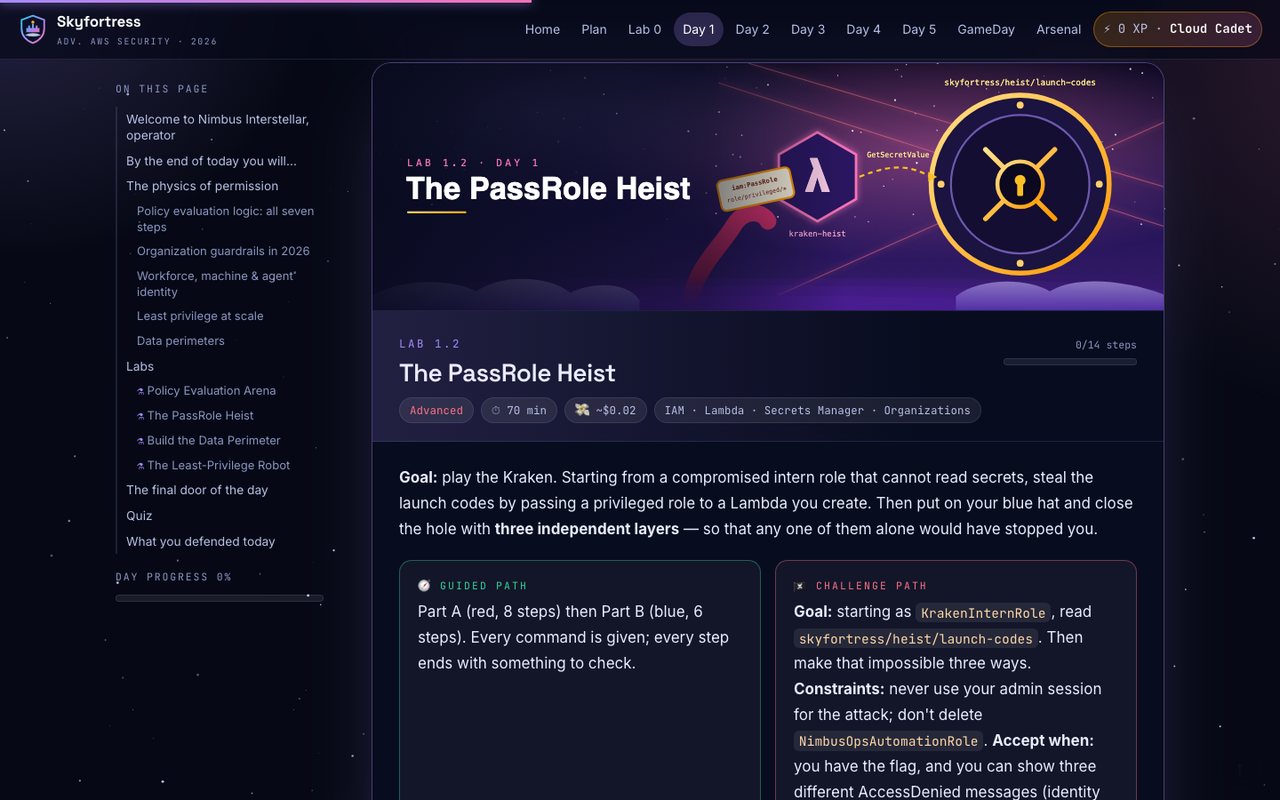 Skyfortress
ADV. AWS SECURITY · 2026
Home
Plan
Lab 0
Day 1
Day 2
Day 3
Day 4
Day 5
GameDay
Arsenal
⚡ 0 XP · Cloud Cadet
ON THIS PAGE
Welcome to Nimbus Interstellar,
operator
By the end of today you will...
The physics of permission
Policy evaluation logic: all seven
steps
Organization guardrails in 2026
Workforce, machine & agent
identity
Least privilege at scale
Data perimeters
Labs
Policy Evaluation Arena
The PassRole Heist
Build the Data Perimeter
The Least-Privilege Robot
The final door of the day
Quiz
What you defended today
DAY PROGRESS 0%
LAB 1.2 · DAY 1
The PassRole Heist
iam:PassRole
role/privileged/*
λ
kraken-heist
GetSecretValue
skyfortress/heist/launch-codes
LAB 1.2
The PassRole Heist
0/14 steps
Advanced
⏱ 70 min
💸 ~$0.02
IAM · Lambda · Secrets Manager · Organizations
Goal: play the Kraken. Starting from a compromised intern role that cannot read secrets, steal the
launch codes by passing a privileged role to a Lambda you create. Then put on your blue hat and close
the hole with three independent layers — so that any one of them alone would have stopped you.
🧭 GUIDED PATH
Part A (red, 8 steps) then Part B (blue, 6
steps). Every command is given; every step
ends with something to check.
🏴‍☠️ CHALLENGE PATH
Goal: starting as KrakenInternRole, read
skyfortress/heist/launch-codes. Then
make that impossible three ways.
Constraints: never use your admin session
for the attack; don't delete
NimbusOpsAutomationRole. Accept when:
you have the flag, and you can show three
different AccessDenied messages (identity